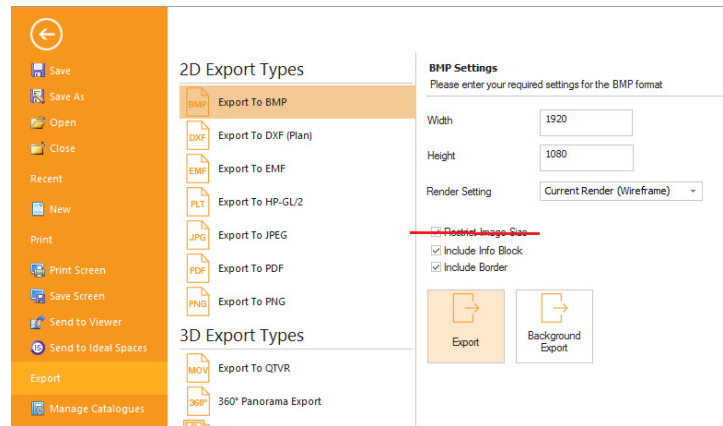 Save
Save As
Open
Close
Recent
New
Print
Print Screen
Save Screen
Send to Viewer
iS
Send to Ideal Spaces
Export
Manage Catalogues
2D Export Types
BMP
Export To BMP
DXF
Export To DXF (Plan)
EMF
Export To EMF
PLT
Export To HP-GL/2
JPG
Export To JPEG
PDF
Export To PDF
PNG
Export To PNG
3D Export Types
MOV
Export To QTVR
360°
360° Panorama Export
BMP Settings
Please enter your required settings for the BMP format
Width
1920
Height
1080
Render Setting
Current Render (Wireframe)
Restrict Image Size
Include Info Block
Include Border
Export
Background
Export